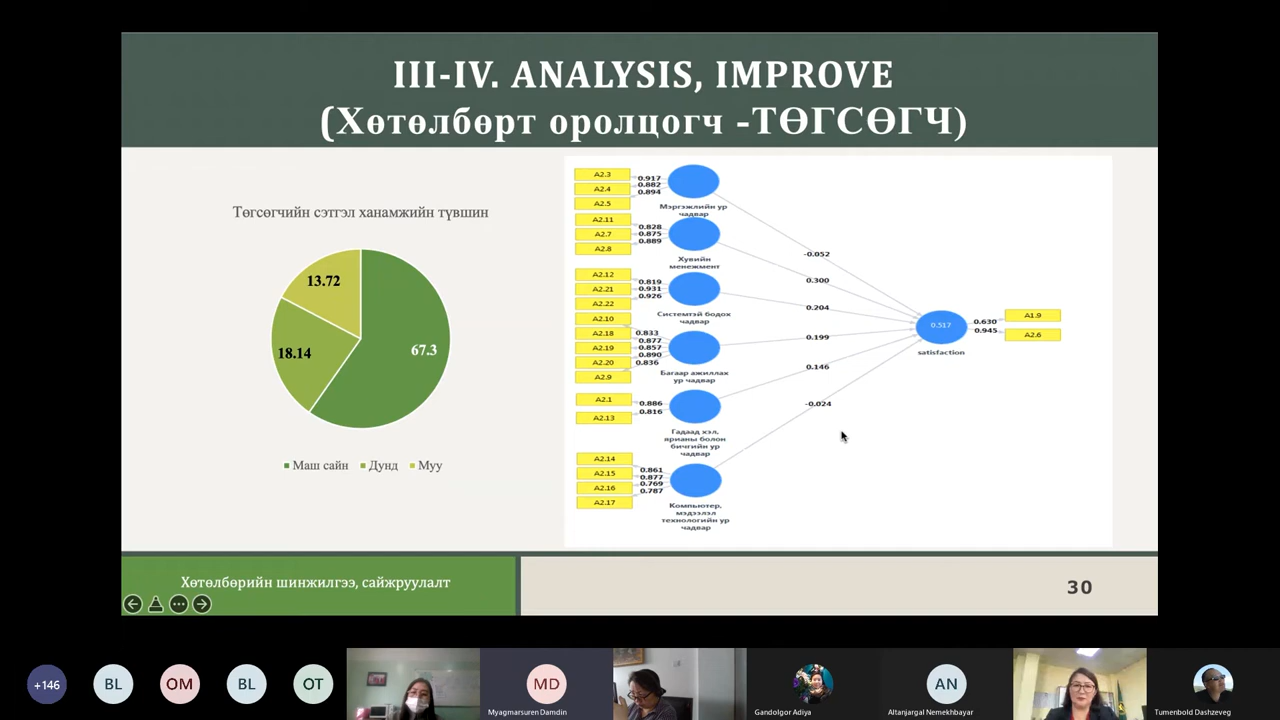 III-IV. ANALYSIS, IMPROVE
(Хөтөлбөрт оролцогч -ТӨГСӨГЧ)
Төгсөгчийн сэтгэл ханамжийн түвшин
13.72
18.14
67.3
Маш сайн
Дунд
Муу
A2.3
A2.4
A2.5
0.917
0.882
0.894
Мэргэжлийн ур
чадвар
A2.11
A2.7
A2.8
0.828
0.875
0.889
Хувийн
менежмент
A2.12
A2.21
A2.22
0.819
0.931
0.926
Системтэй бодох
чадвар
A2.10
A2.18
A2.19
A2.20
A2.9
0.833
0.877
0.857
0.890
0.836
Багаар ажиллах
ур чадвар
A2.1
A2.13
0.886
0.816
Гадаад хэл,
ярианы болон
бичгийн ур
чадвар
A2.14
A2.15
A2.16
A2.17
0.861
0.877
0.769
0.787
Компьютер,
мэдээлэл
технологийн ур
чадвар
-0.052
0.300
0.204
0.199
0.146
-0.024
0.317
satisfaction
0.630
0.945
A1.9
A2.6
Хөтөлбөрийн шинжилгээ, сайжруулалт
30
+146
BL
OM
BL
OT
MD
Myagmarsuren Damdin
Gandolgor Adiya
AN
Altanjargal Nemekhbayar
Tumenbold Dashzeveg